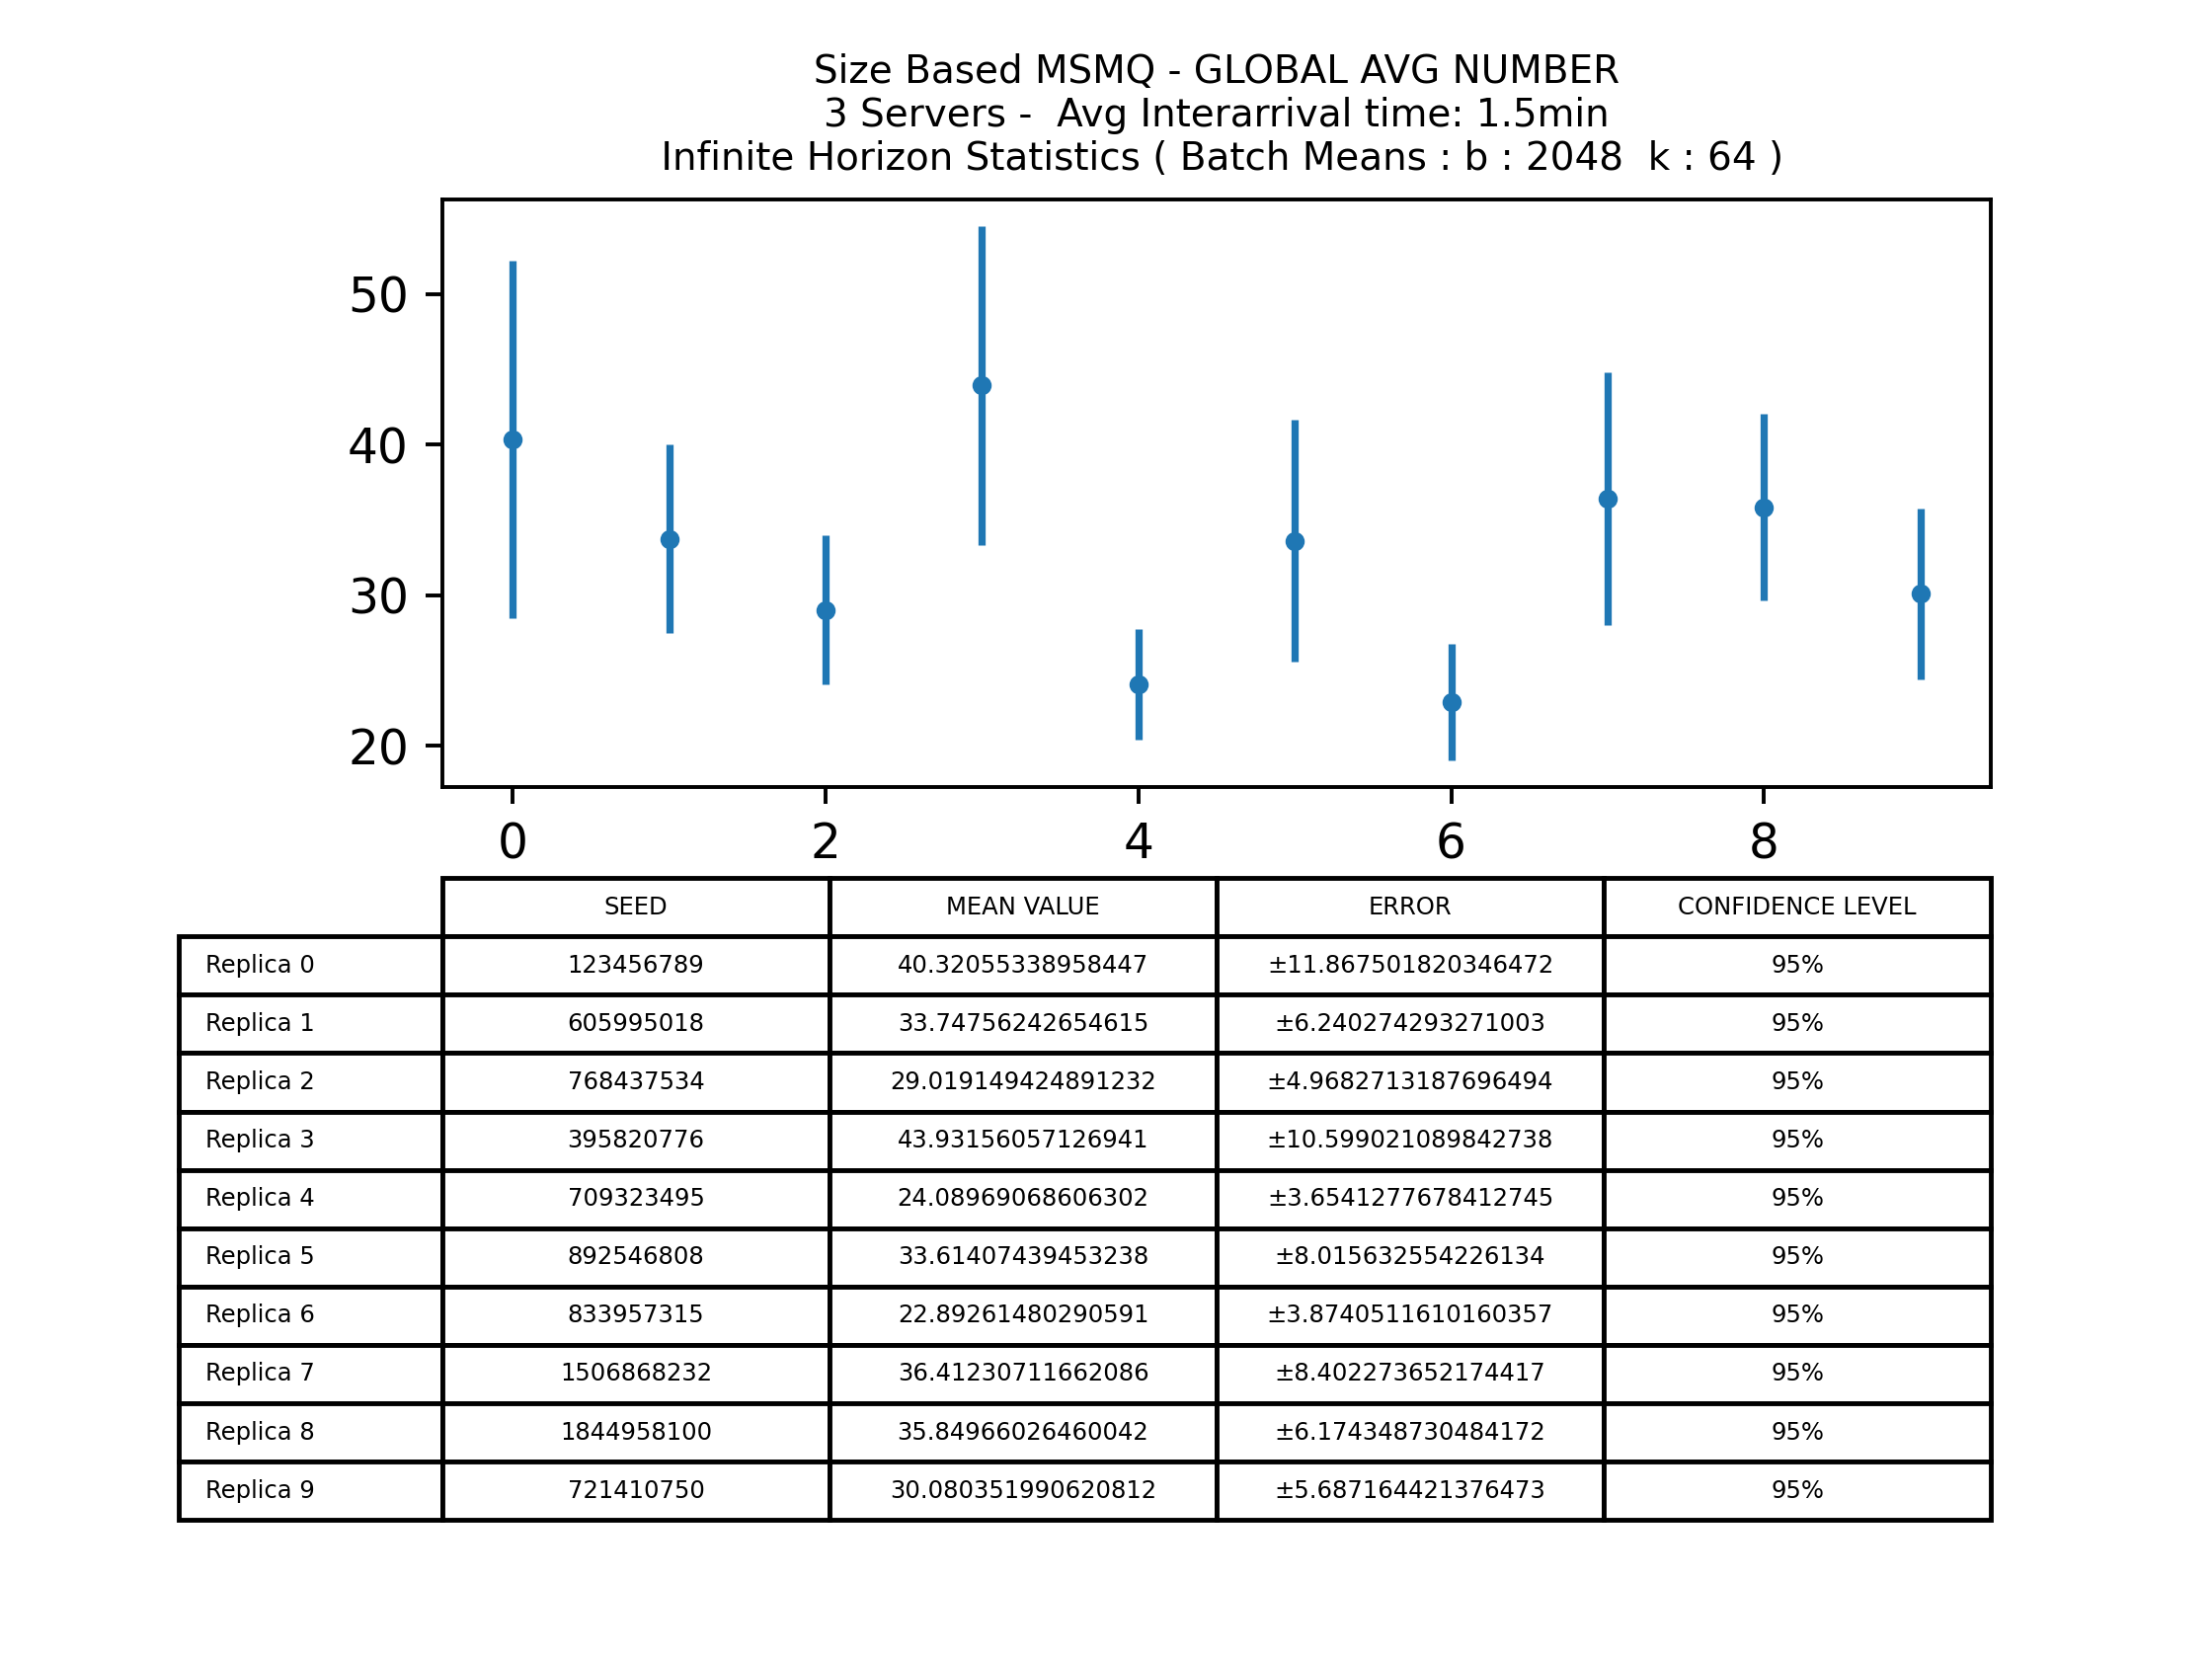 Size Based MSMQ - GLOBAL AVG NUMBER
3 Servers -  Avg Interarrival time: 1.5min
Infinite Horizon Statistics ( Batch Means : b : 2048  k : 64 )
50
40
30
20
0 2 4 6 8
SEED MEAN VALUE ERROR CONFIDENCE LEVEL
Replica 0 123456789 40.32055338958447 ±11.867501820346472 95%
Replica 1 605995018 33.74756242654615 ±6.240274293271003 95%
Replica 2 768437534 29.019149424891232 ±4.9682713187696494 95%
Replica 3 395820776 43.93156057126941 ±10.599021089842738 95%
Replica 4 709323495 24.08969068606302 ±3.6541277678412745 95%
Replica 5 892546808 33.61407439453238 ±8.015632554226134 95%
Replica 6 833957315 22.89261480290591 ±3.8740511610160357 95%
Replica 7 1506868232 36.41230711662086 ±8.402273652174417 95%
Replica 8 1844958100 35.84966026460042 ±6.174348730484172 95%
Replica 9 721410750 30.080351990620812 ±5.687164421376473 95%